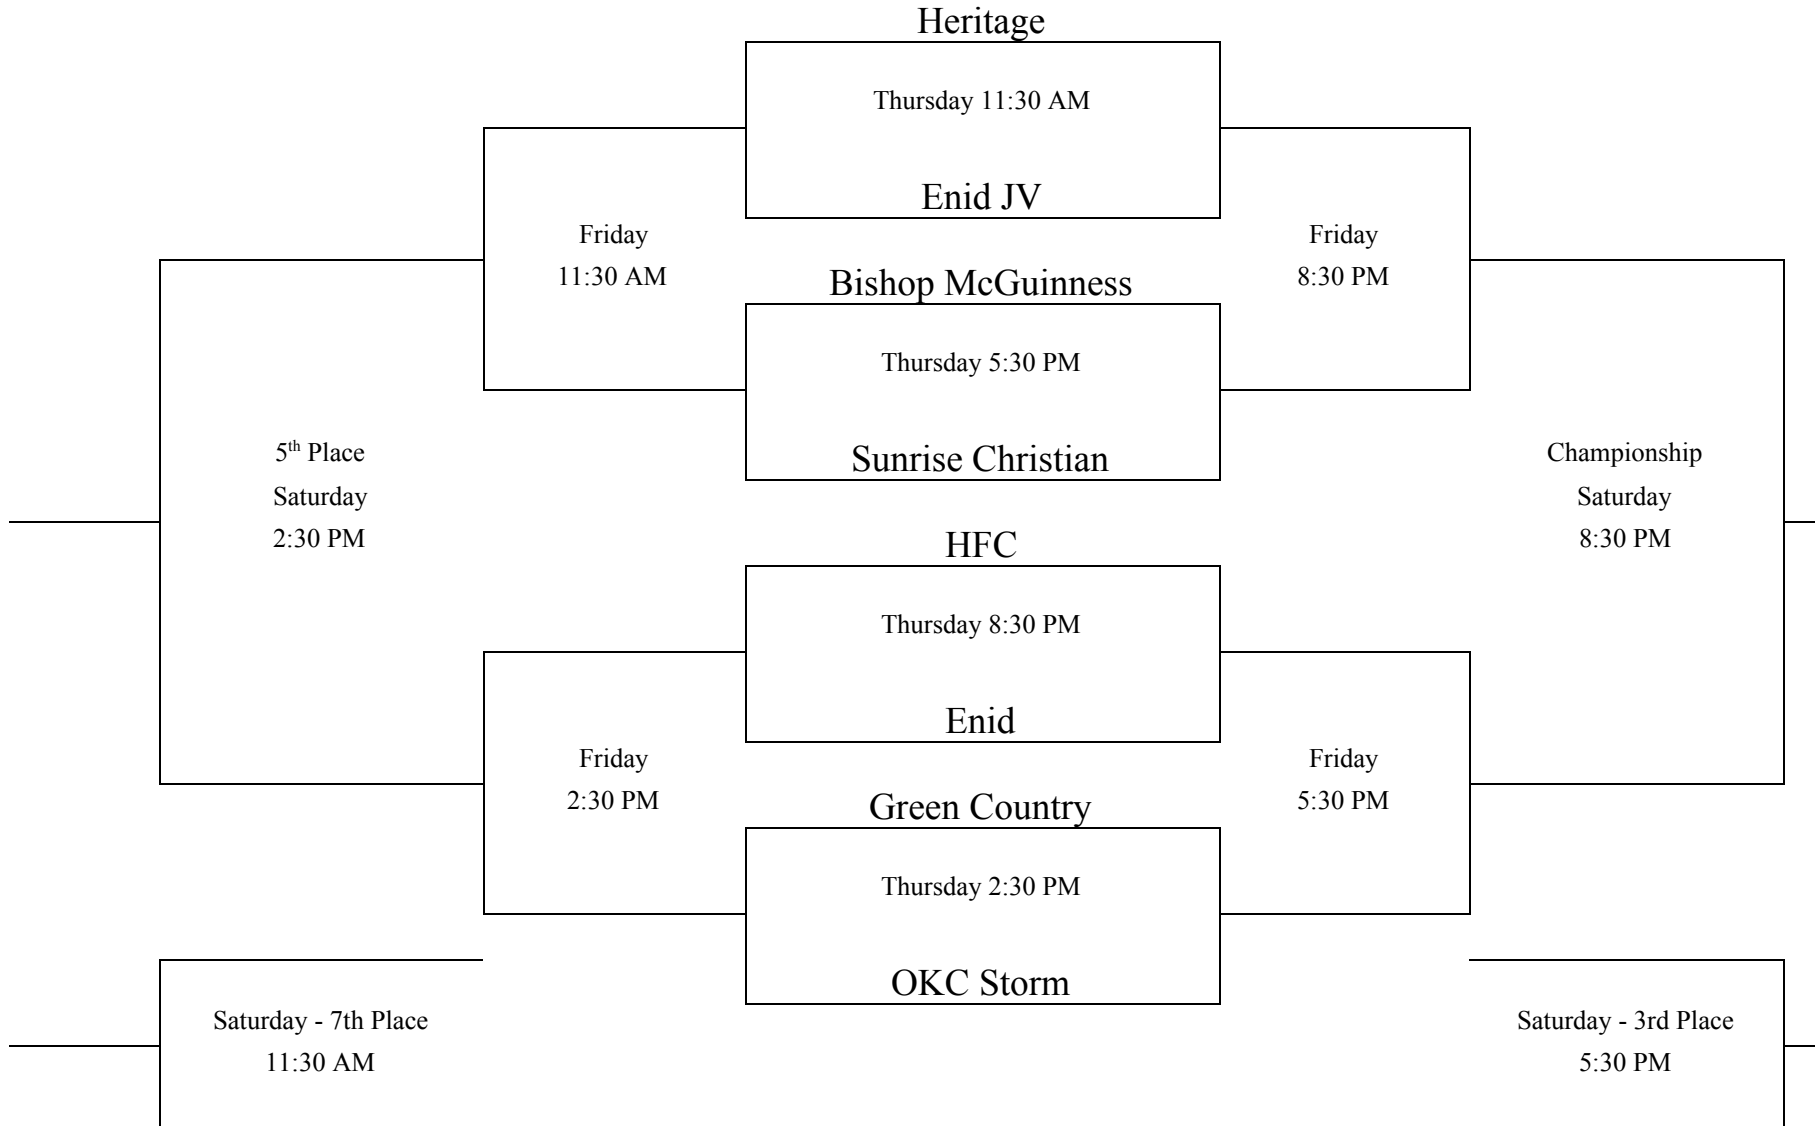 Heritage
Thursday 11:30 AM
Enid JV
Friday
11:30 AM
Friday
8:30 PM
Bishop McGuinness
Thursday 5:30 PM
Sunrise Christian
5th Place
Saturday
2:30 PM
Championship
Saturday
8:30 PM
HFC
Thursday 8:30 PM
Enid
Friday
2:30 PM
Friday
5:30 PM
Green Country
Thursday 2:30 PM
OKC Storm
Saturday - 7th Place
11:30 AM
Saturday - 3rd Place
5:30 PM